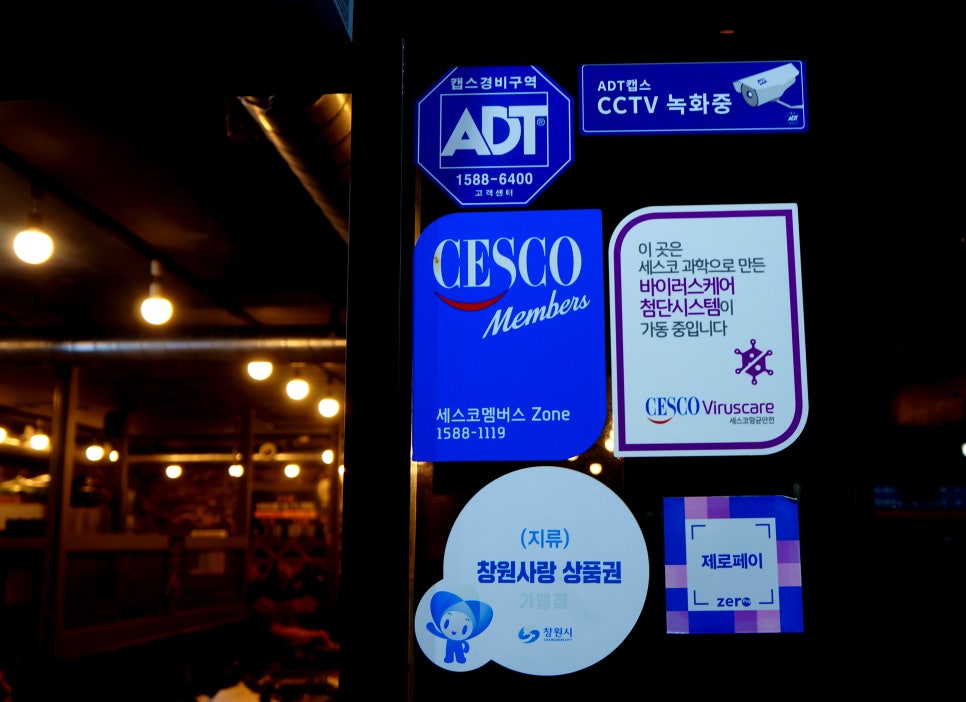 캡스경비구역
ADT®
1588-6400
고객센터
ADT캡스
CCTV 녹화중
ADT
CESCO
Members
세스코멤버스 Zone
1588-1119
이 곳은
세스코 과학으로 만든
바이러스케어
첨단시스템이
가동 중입니다
CESCO Viruscare
세스코항균안전
(지류)
창원사랑 상품권
가맹점
창원시
CHANGWON CITY
제로페이
zero Pay